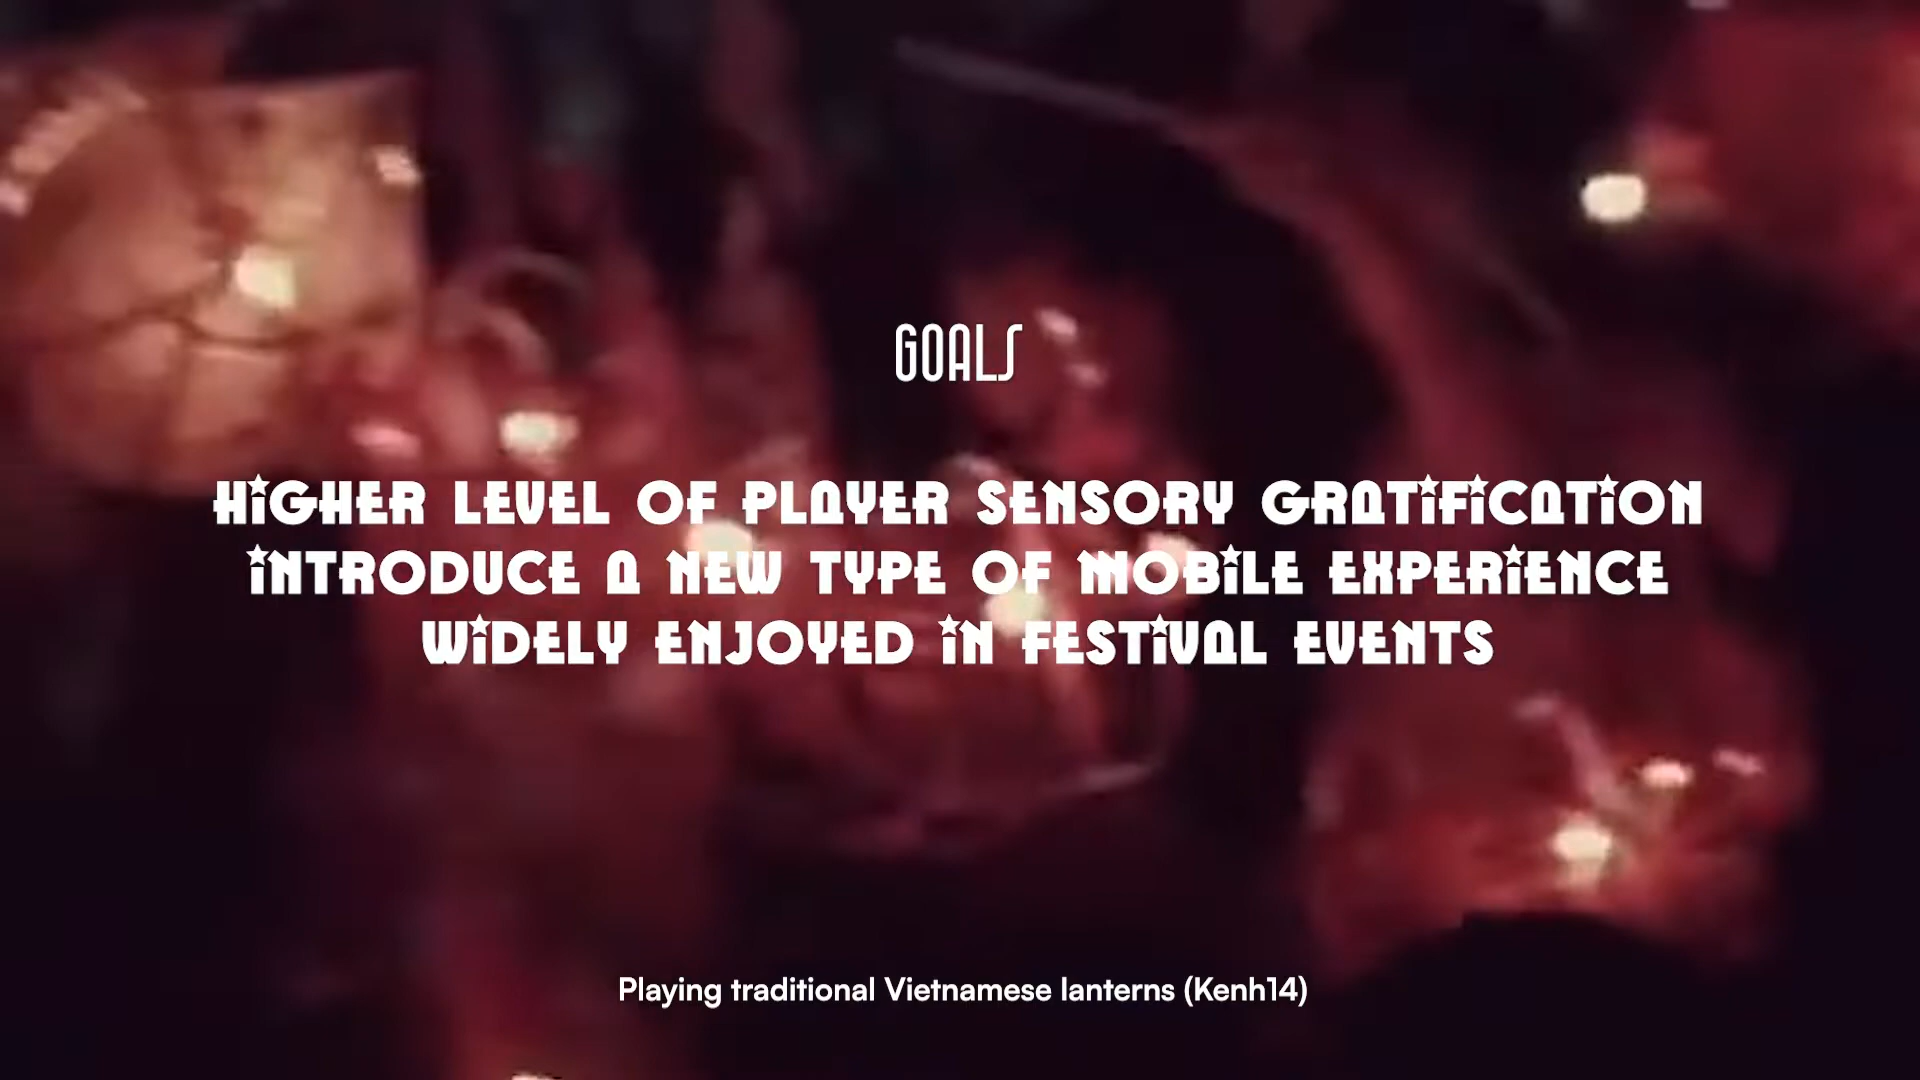 GOALS
HIGHER LEVEL OF PLAYER SENSORY GRATIFICATION
INTRODUCE A NEW TYPE OF MOBILE EXPERIENCE
WIDELY ENJOYED IN FESTIVAL EVENTS
Playing traditional Vietnamese lanterns (Kenh14)